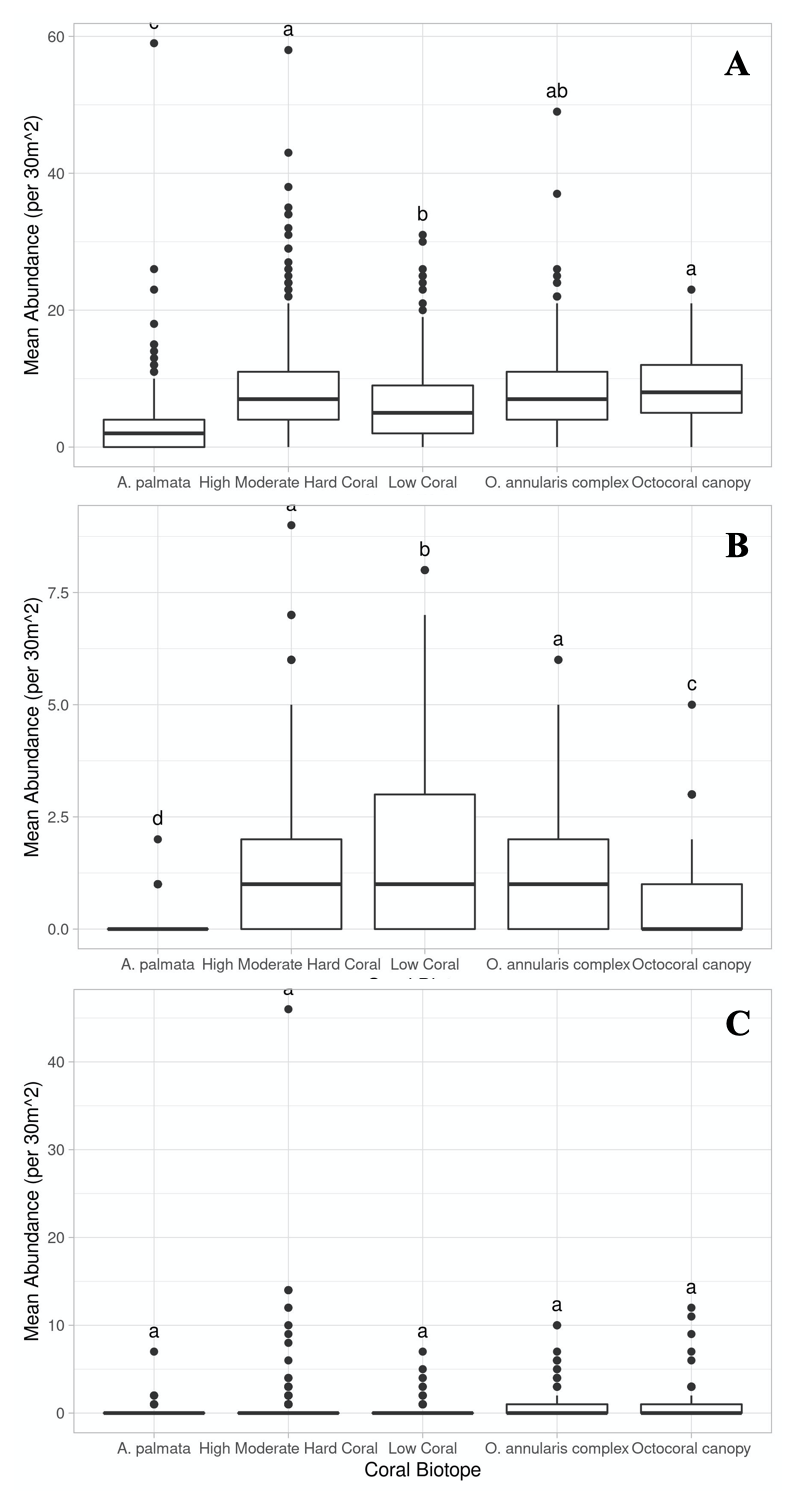 c
a
60
A
ab
Mean Abundance (per 30m^2)
40
b
a
20
0
A. palmata High Moderate Hard Coral Low Coral O. annularis complex Octocoral canopy
a
B
b
7.5
a
Mean Abundance (per 30m^2)
c
5.0
d
2.5
0.0
A. palmata High Moderate Hard Coral Low Coral O. annularis complex Octocoral canopy
a
C
40
Mean Abundance (per 30m^2)
30
20
a
a
10
a
a
0
A. palmata High Moderate Hard Coral Low Coral O. annularis complex Octocoral canopy
Coral Biotope